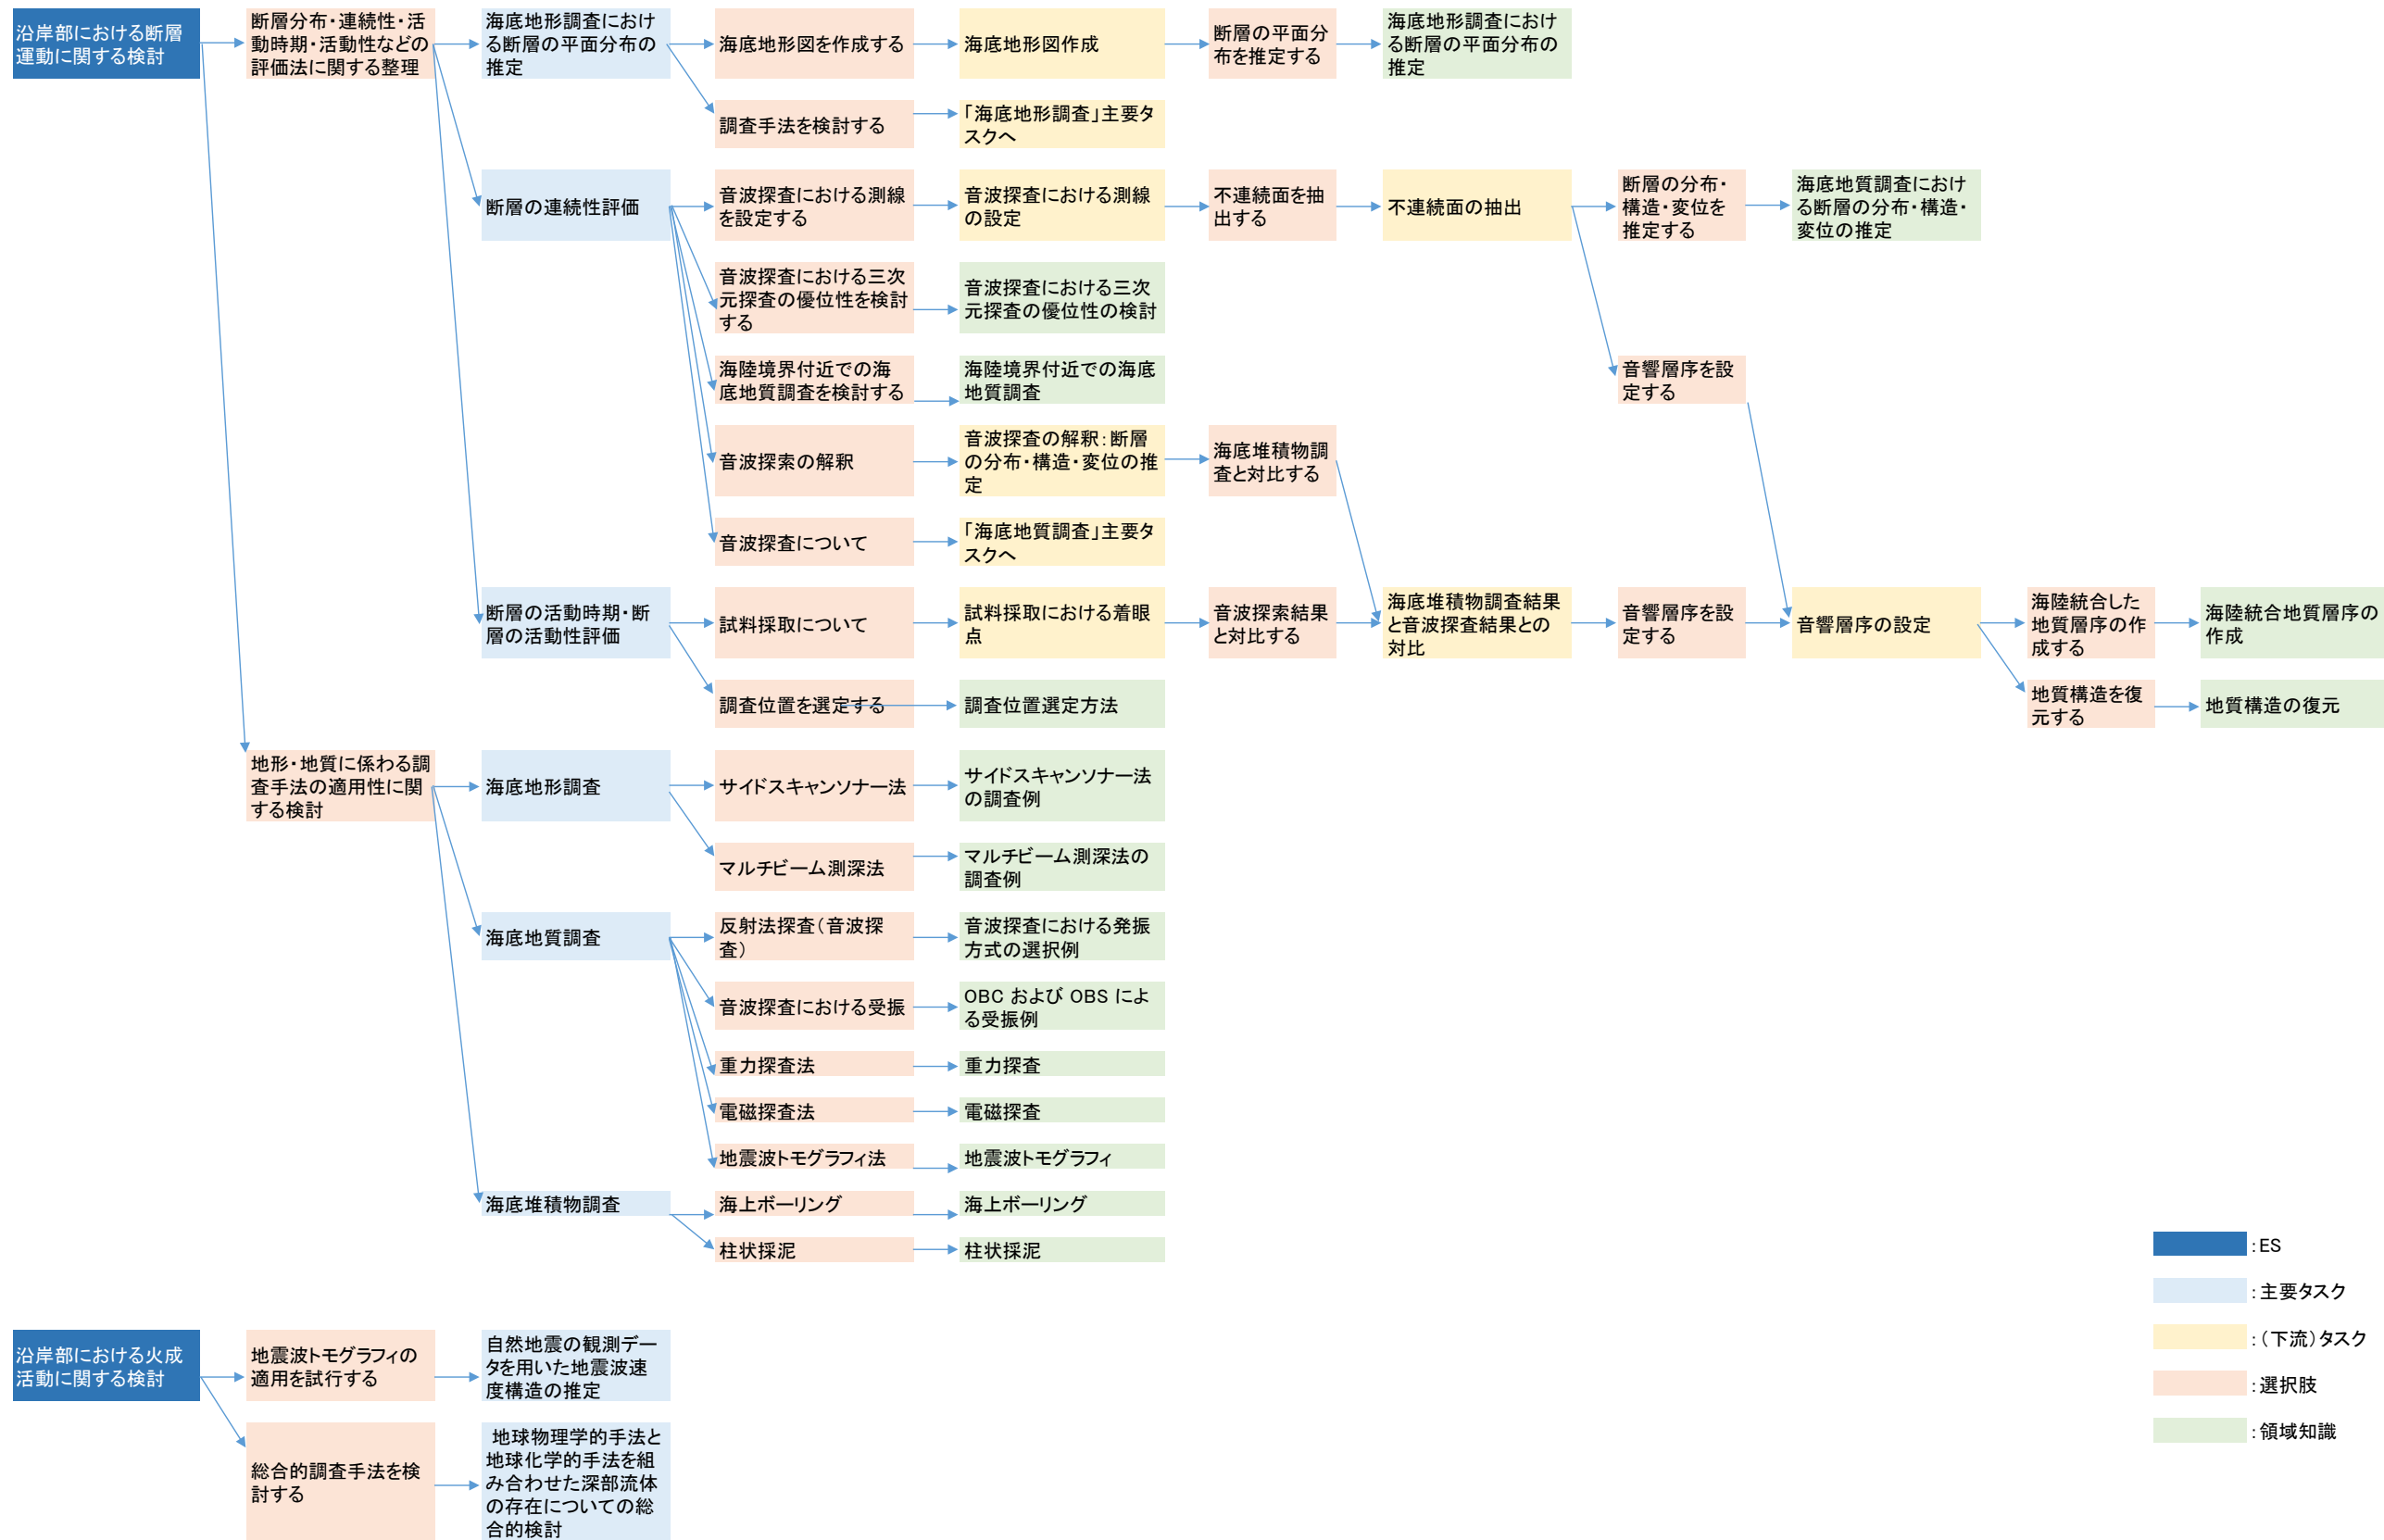 沿岸部における断層
運動に関する検討
断層分布・連続性・活
動時期・活動性などの
評価法に関する整理
海底地形調査におけ
る断層の平面分布の
推定
海底地形図を作成する
海底地形図作成
断層の平面分
布を推定する
海底地形調査におけ
る断層の平面分布の
推定
調査手法を検討する
「海底地形調査」主要タ
スクへ
断層の連続性評価
音波探査における測線
を設定する
音波探査における測線
の設定
不連続面を抽
出する
不連続面の抽出
断層の分布・
構造・変位を
推定する
海底地質調査におけ
る断層の分布・構造・
変位の推定
音波探査における三次
元探査の優位性を検討
する
音波探査における三次
元探査の優位性の検討
海陸境界付近での海
底地質調査を検討する
海陸境界付近での海底
地質調査
音響層序を設
定する
音波探索の解釈
音波探査の解釈：断層
の分布・構造・変位の推
定
海底堆積物調
査と対比する
音波探査について
「海底地質調査」主要タ
スクへ
断層の活動時期・断
層の活動性評価
試料採取について
試料採取における着眼
点
音波探索結果
と対比する
海底堆積物調査結果
と音波探査結果との
対比
音響層序を設
定する
音響層序の設定
海陸統合した
地質層序の作
成する
海陸統合地質層序の
作成
調査位置を選定する
調査位置選定方法
地質構造を復
元する
地質構造の復元
地形・地質に係わる調
査手法の適用性に関
する検討
海底地形調査
サイドスキャンソナー法
サイドスキャンソナー法
の調査例
マルチビーム測深法
マルチビーム測深法の
調査例
海底地質調査
反射法探査（音波探
査）
音波探査における発振
方式の選択例
音波探査における受振
OBC および OBS によ
る受振例
重力探査法
重力探査
電磁探査法
電磁探査
地震波トモグラフィ法
地震波トモグラフィ
海底堆積物調査
海上ボーリング
海上ボーリング
柱状採泥
柱状採泥
：ES
：主要タスク
：（下流）タスク
：選択肢
：領域知識
沿岸部における火成
活動に関する検討
地震波トモグラフィの
適用を試行する
自然地震の観測デー
タを用いた地震波速
度構造の推定
総合的調査手法を検
討する
地球物理学的手法と
地球化学的手法を組
み合わせた深部流体
の存在についての総
合的検討